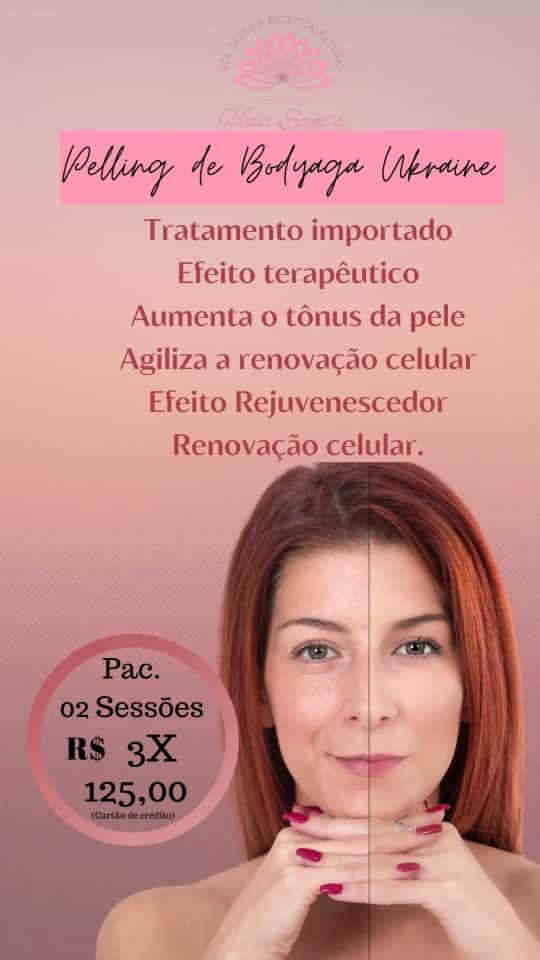 Vida Santos
Pelling de Bodyaga Ukraine
Tratamento importado
Efeito terapêutico
Aumenta o tônus da pele
Agiliza a renovação celular
Efeito Rejuvenescedor
Renovação celular.
Pac.
02 Sessões
R$ 3X
125,00
(Cartão de crédito)